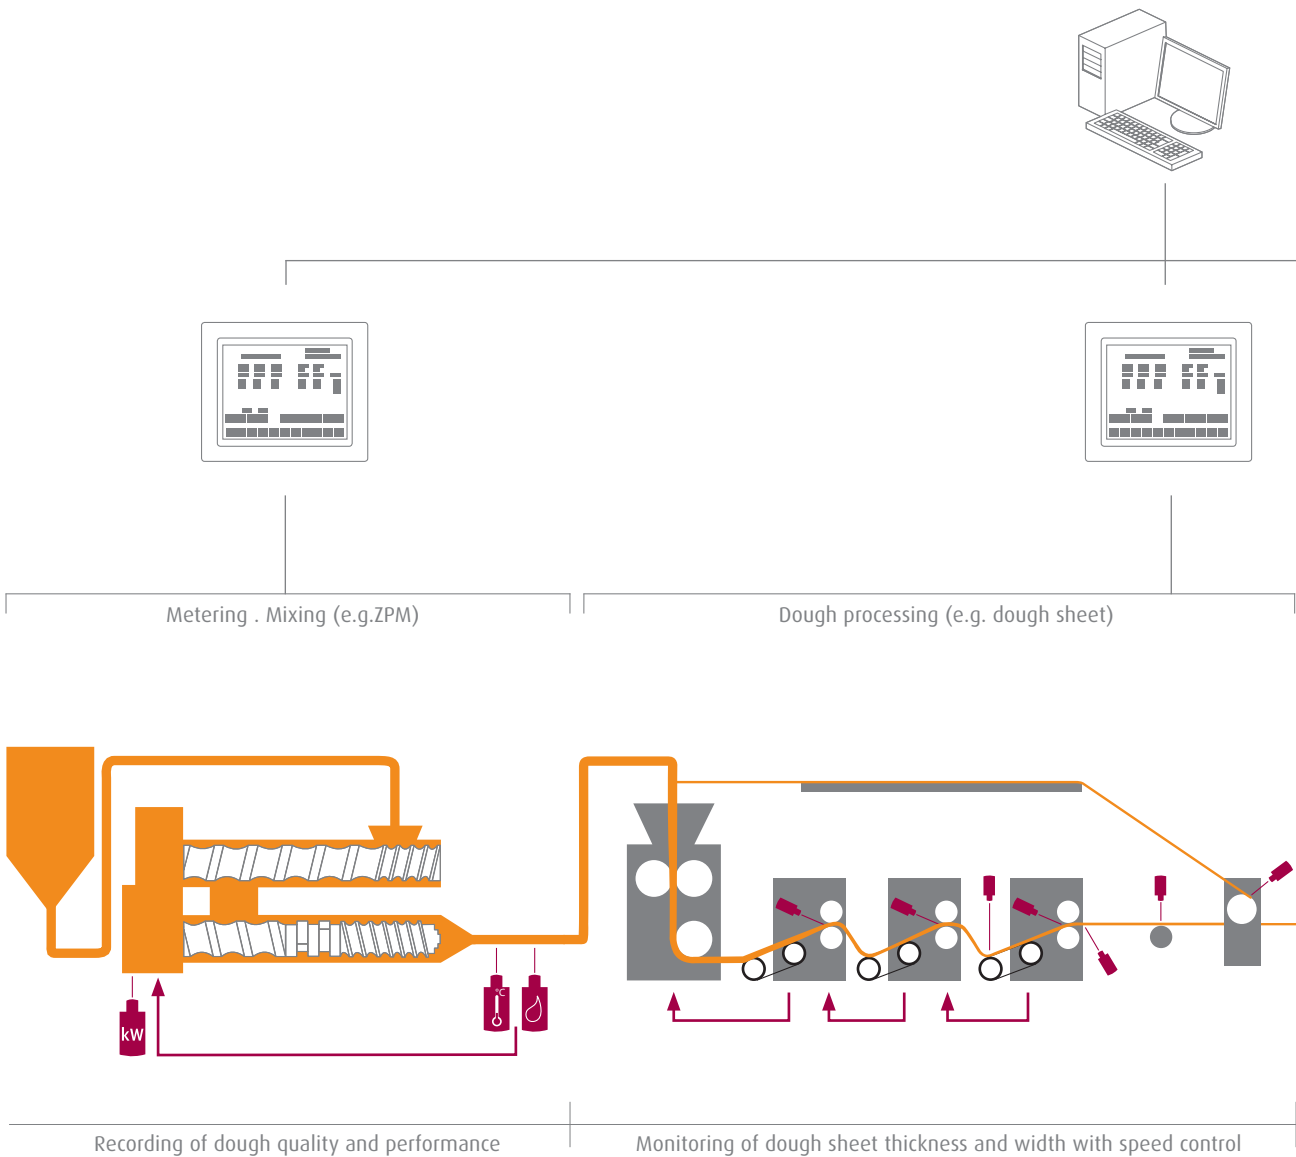 Metering . Mixing (e.g.ZPM)
Dough processing (e.g. dough sheet)
°C
kW
Recording of dough quality and performance
Monitoring of dough sheet thickness and width with speed control